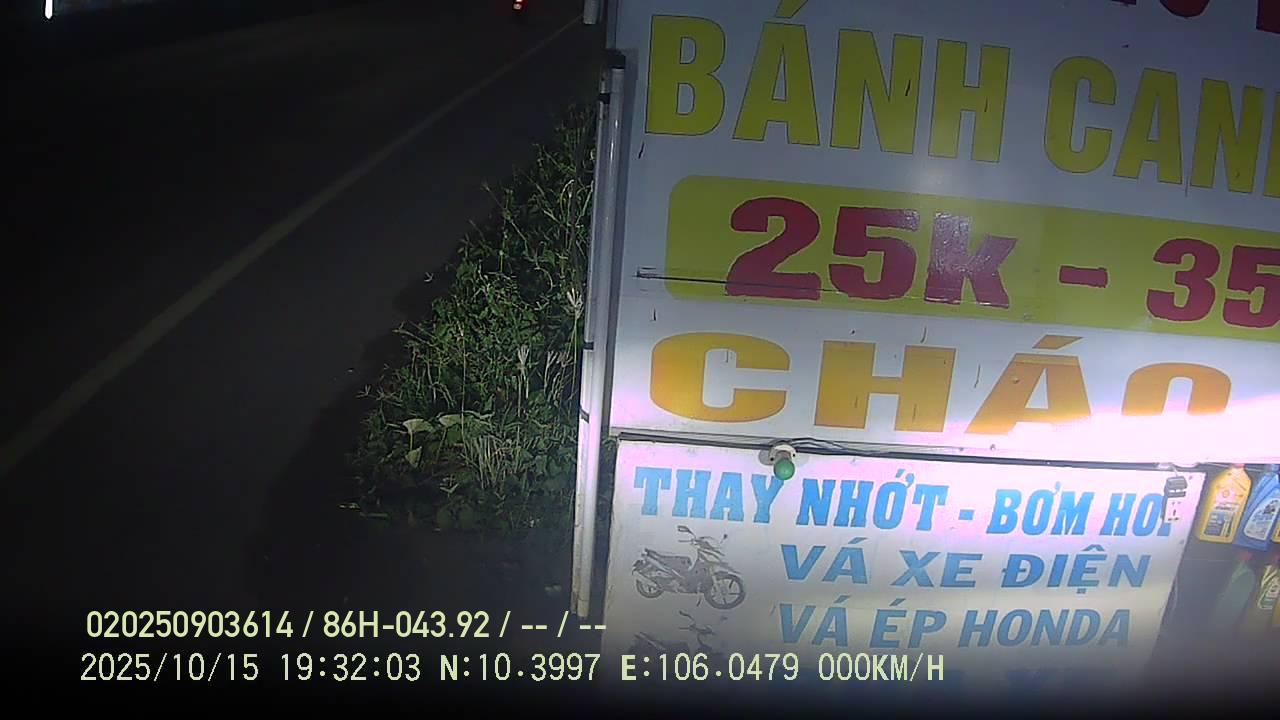 BÁNH CAN
25k - 35
CHÁO
THAY NHỚT - BƠM HƠI
VÁ XE ĐIỆN
VÁ ÉP HONDA
020250903614 / 86H-043.92 / -- / --
2025/10/15 19:32:03 N:10.3997 E:106.0479 000KM/H